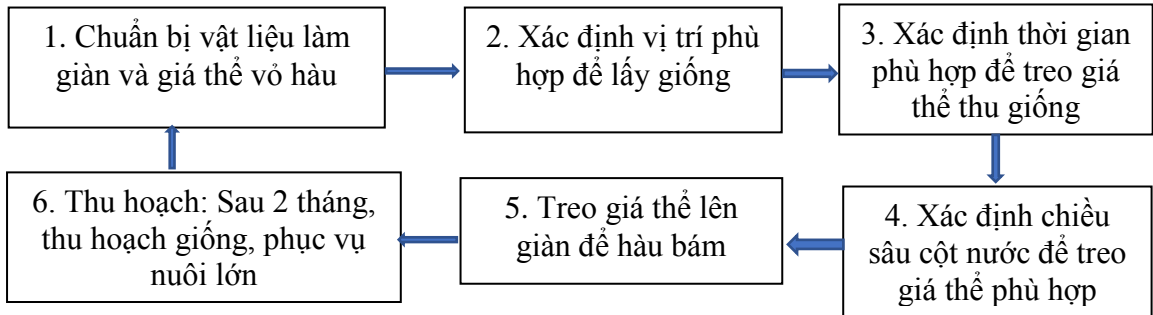 1. Chuẩn bị vật liệu làm
giàn và giá thể vỏ hàu
2. Xác định vị trí phù
hợp để lấy giống
3. Xác định thời gian
phù hợp để treo giá
thể thu giống
4. Xác định chiều
sâu cột nước để treo
giá thể phù hợp
5. Treo giá thể lên
giàn để hàu bám
6. Thu hoạch: Sau 2 tháng,
thu hoạch giống, phục vụ
nuôi lớn